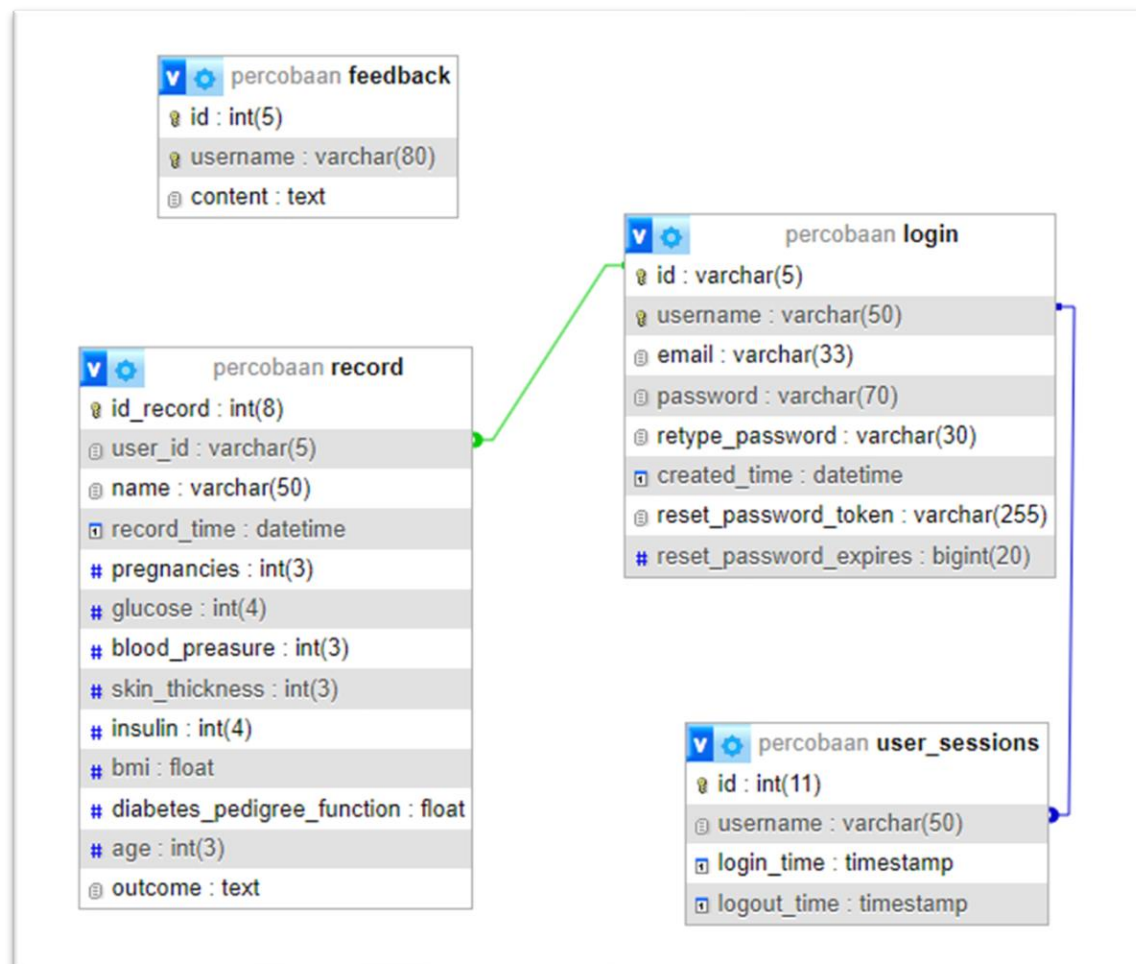 percobaan feedback
id : int(5)
username : varchar(80)
content : text
percobaan login
id : varchar(5)
username : varchar(50)
email : varchar(33)
password : varchar(70)
retype_password : varchar(30)
created_time : datetime
reset_password_token : varchar(255)
# reset_password_expires : bigint(20)
percobaan record
id_record : int(8)
user_id : varchar(5)
name : varchar(50)
record_time : datetime
# pregnancies : int(3)
# glucose : int(4)
# blood_preasure : int(3)
# skin_thickness : int(3)
# insulin : int(4)
# bmi : float
# diabetes_pedigree_function : float
# age : int(3)
outcome : text
percobaan user_sessions
id : int(11)
username : varchar(50)
login_time : timestamp
logout_time : timestamp